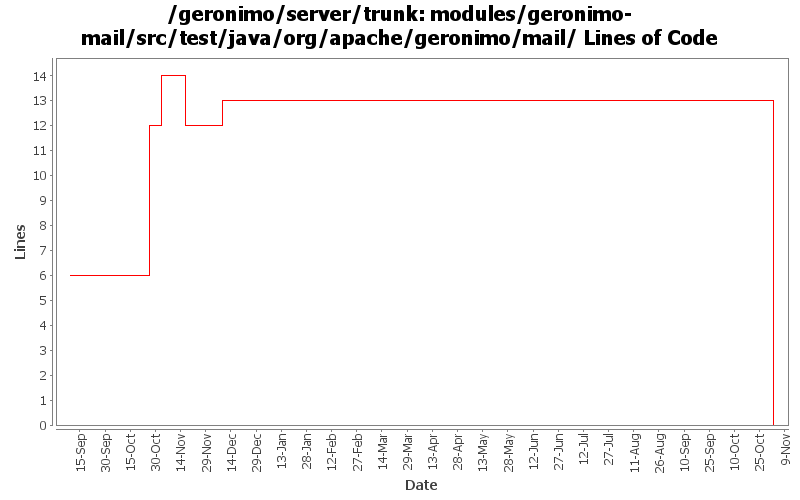 /geronimo/server/trunk: modules/geronimo-
mail/src/test/java/org/apache/geronimo/mail/ Lines of Code
14
13
12
11
10
9
8
7
6
5
4
3
2
1
0
Lines
15-Sep
30-Sep
15-Oct
30-Oct
14-Nov
29-Nov
14-Dec
29-Dec
13-Jan
28-Jan
12-Feb
27-Feb
14-Mar
29-Mar
13-Apr
28-Apr
13-May
28-May
12-Jun
27-Jun
12-Jul
27-Jul
11-Aug
26-Aug
10-Sep
25-Sep
10-Oct
25-Oct
9-Nov
Date